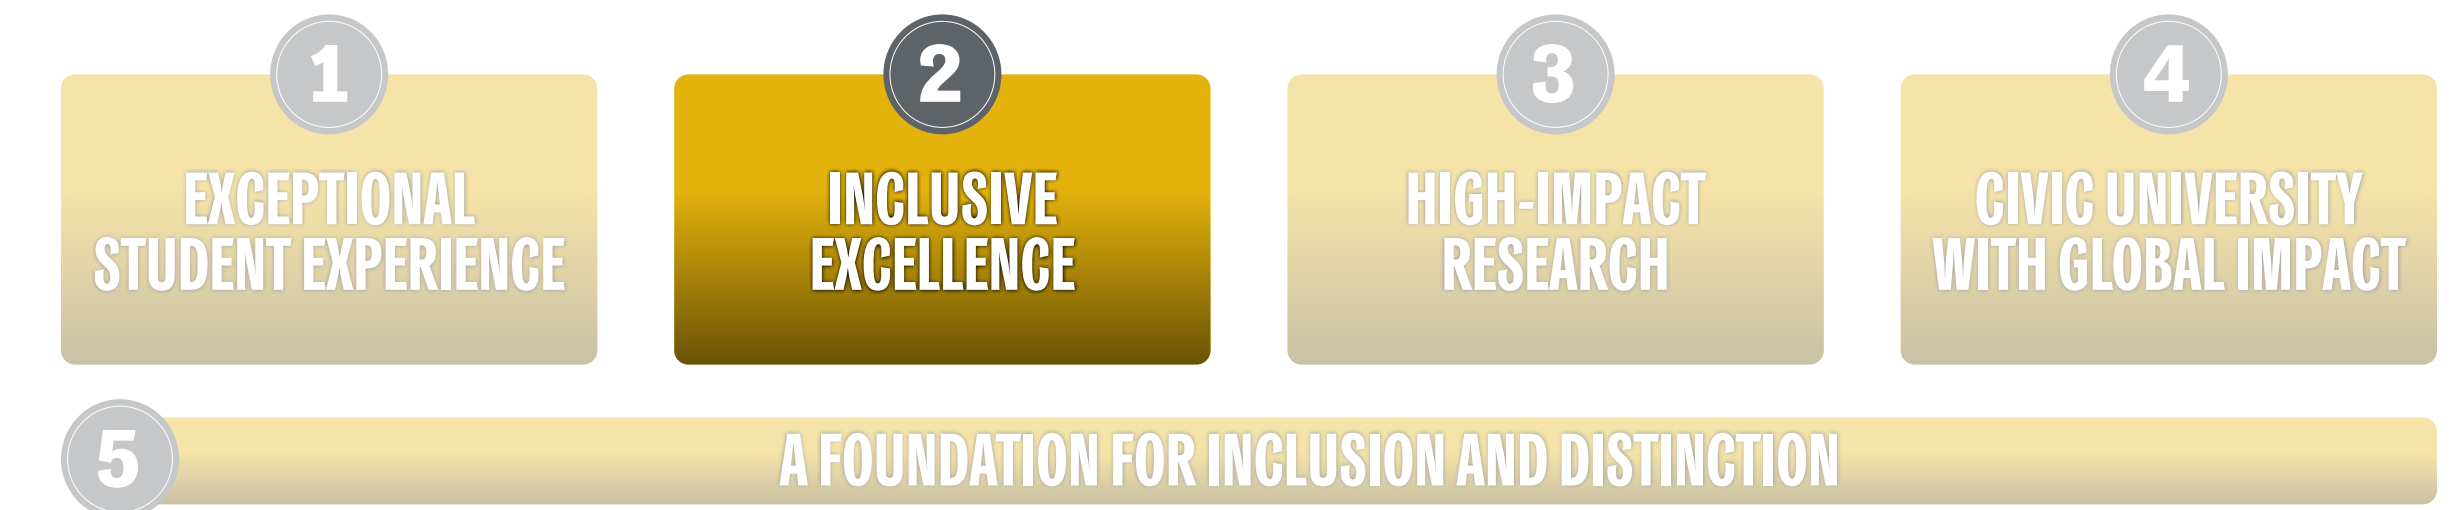 1
EXCEPTIONAL
STUDENT EXPERIENCE
2
INCLUSIVE
EXCELLENCE
3
HIGH-IMPACT
RESEARCH
4
CIVIC UNIVERSITY
WITH GLOBAL IMPACT
5
A FOUNDATION FOR INCLUSION AND DISTINCTION